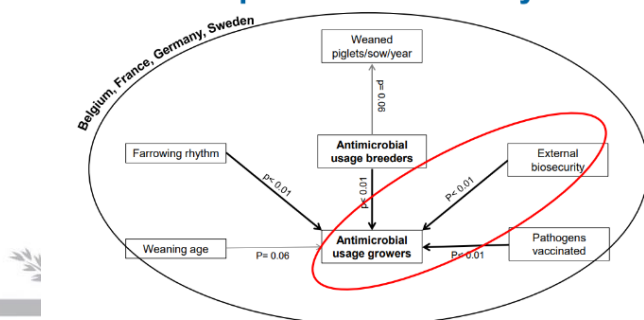 Belgium, France, Germany, Sweden
Weaned
piglets/sow/year
p= 0.06
Farrowing rhythm
Antimicrobial
usage breeders
External
biosecurity
p< 0.01
p< 0.01
P< 0.01
Weaning age
P= 0.06
Antimicrobial
usage growers
P< 0.01
Pathogens
vaccinated